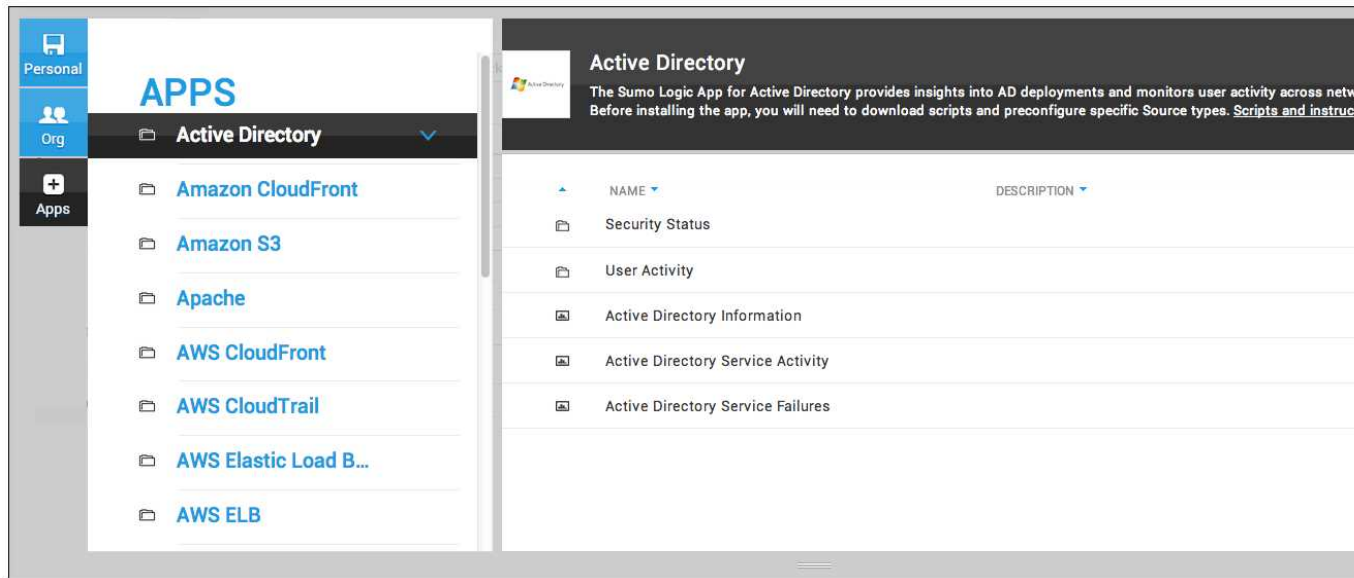 Personal
Org
Apps
APPS
Active Directory
Amazon CloudFront
Amazon S3
Apache
AWS CloudFront
AWS CloudTrail
AWS Elastic Load B...
AWS ELB
Active Directory
Active Directory
The Sumo Logic App for Active Directory provides insights into AD deployments and monitors user activity across netw
Before installing the app, you will need to download scripts and preconfigure specific Source types. Scripts and instruc
NAME DESCRIPTION
Security Status
User Activity
Active Directory Information
Active Directory Service Activity
Active Directory Service Failures